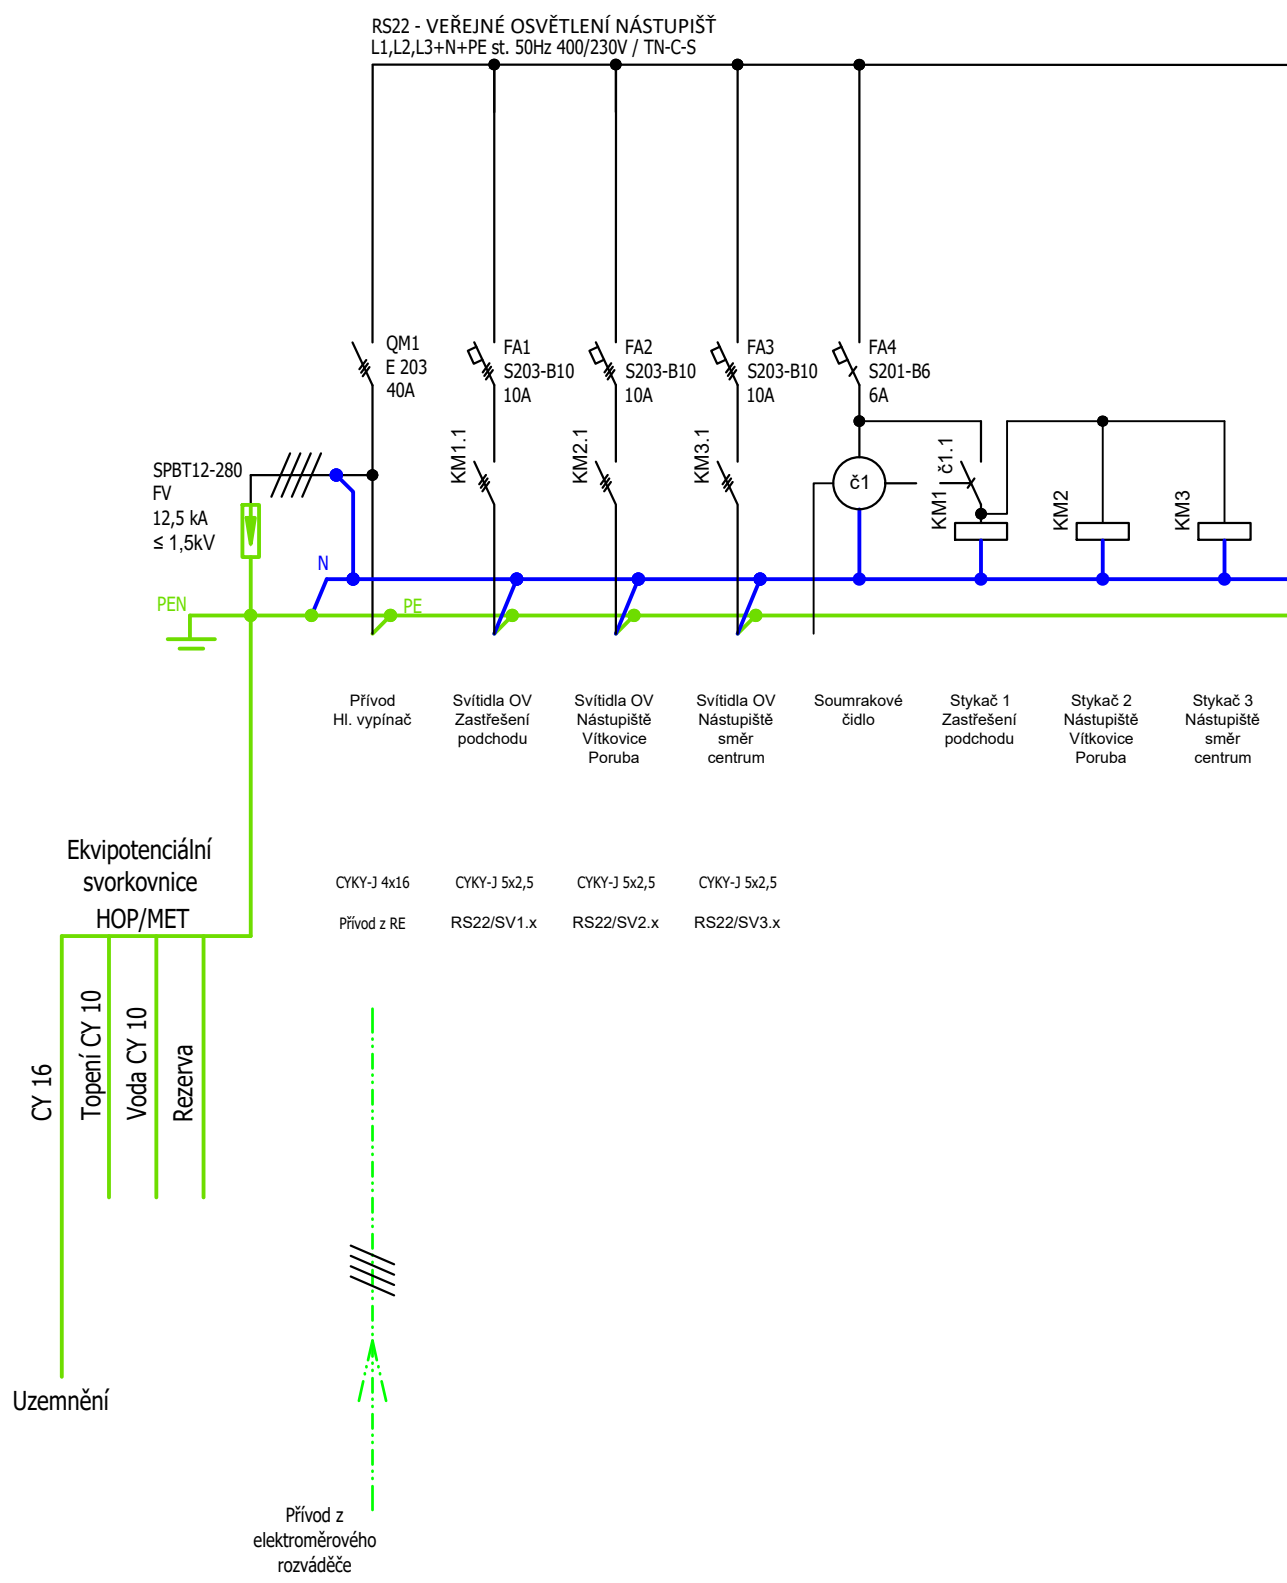 RS22 - VEŘEJNÉ OSVĚTLENÍ NÁSTUPIŠŤ
L1,L2,L3+N+PE st. 50Hz 400/230V / TN-C-S
QM1
E 203
40A
FA1
S203-B10
10A
FA2
S203-B10
10A
FA3
S203-B10
10A
FA4
S201-B6
6A
KM1.1
KM2.1
KM3.1
č1
č1.1
KM1
KM2
KM3
SPBT12-280
FV
12,5 kA
≤ 1,5kV
N
PEN
PE
Přívod
Hl. vypínač
Svítidla OV
Zastřešení
podchodu
Svítidla OV
Nástupiště
Vítkovice
Poruba
Svítidla OV
Nástupiště
směr
centrum
Soumrakové
čidlo
Stykač 1
Zastřešení
podchodu
Stykač 2
Nástupiště
Vítkovice
Poruba
Stykač 3
Nástupiště
směr
centrum
Ekvipotenciální
svorkovnice
HOP/MET
CYKY-J 4x16
CYKY-J 5x2,5
CYKY-J 5x2,5
CYKY-J 5x2,5
Přívod z RE
RS22/SV1.x
RS22/SV2.x
RS22/SV3.x
CY 16
Topení CY 10
Voda CY 10
Rezerva
Uzemnění
Přívod z
elektroměrového
rozváděče